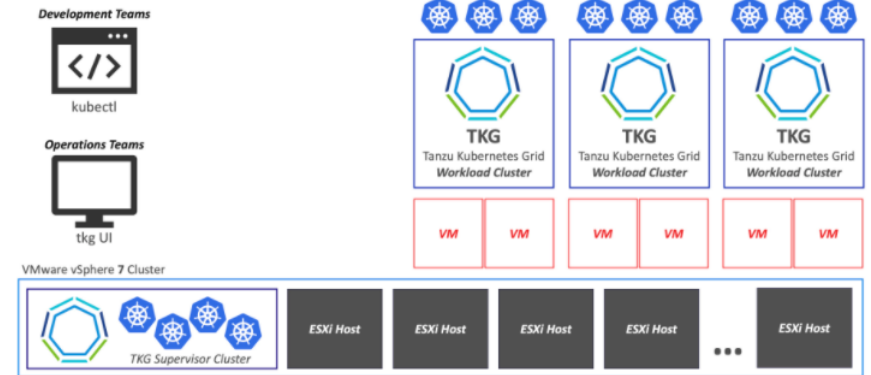 Development Teams
</>
kubectl
Operations Teams
tkg UI
TKG
Tanzu Kubernetes Grid
Workload Cluster
TKG
Tanzu Kubernetes Grid
Workload Cluster
TKG
Tanzu Kubernetes Grid
Workload Cluster
VM VM VM VM VM VM
VMware vSphere 7 Cluster
TKG Supervisor Cluster
ESXi Host ESXi Host ESXi Host ESXi Host ... ESXi Host